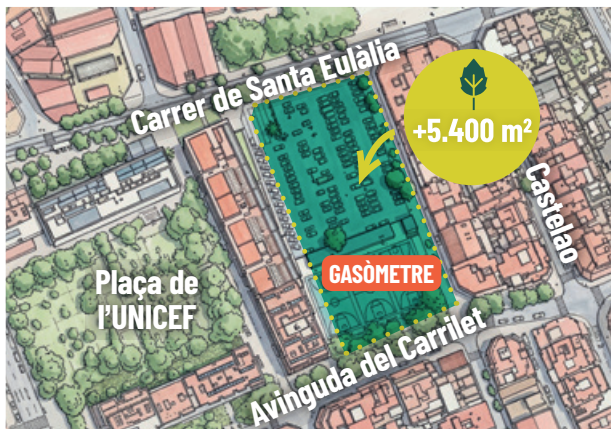 Carrer de Santa Eulàlia
+5.400 m²
Castelao
GASÒMETRE
Plaça de
l'UNICEF
Avinguda del Carrilet